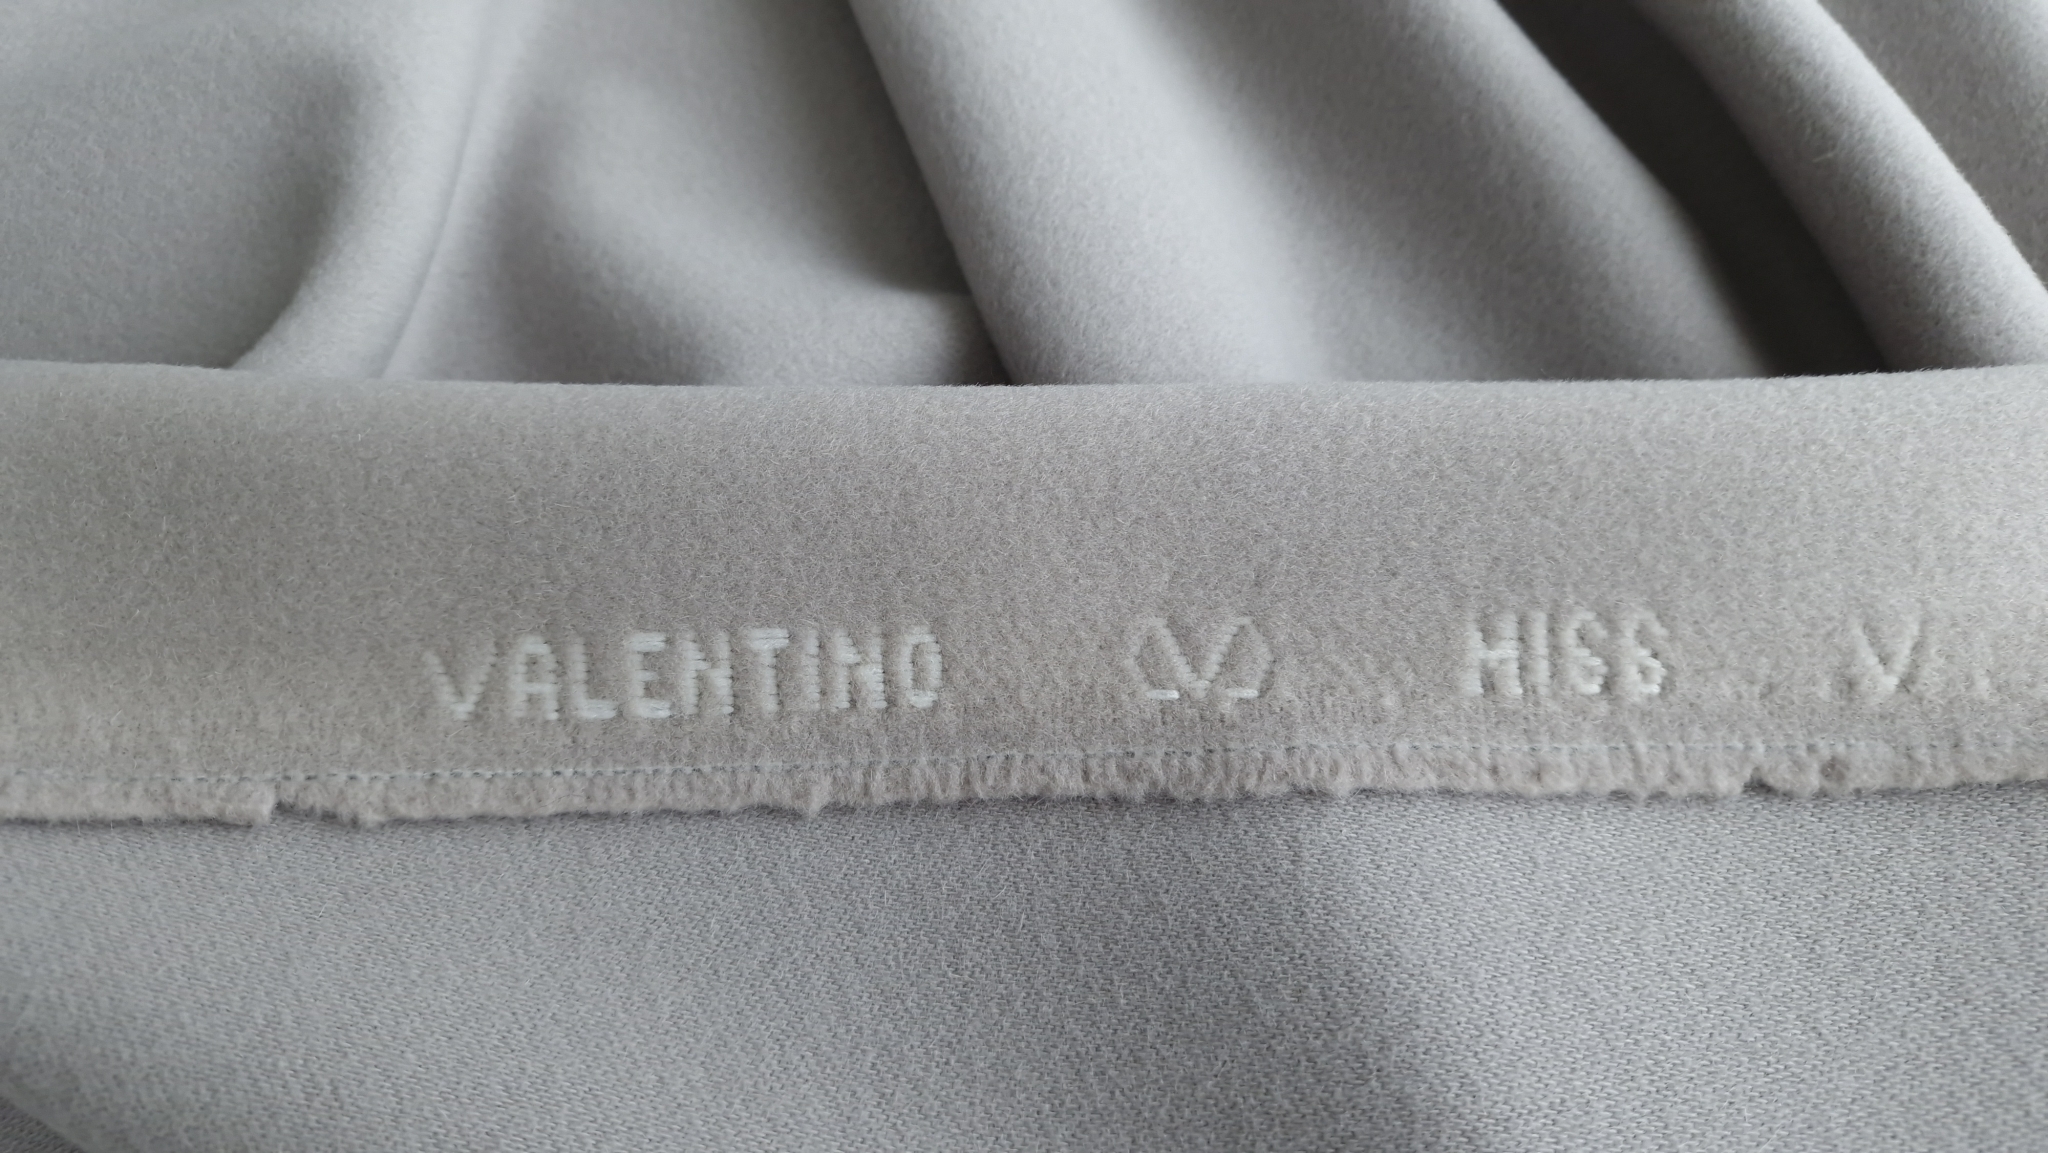 VALENTINO MISS V